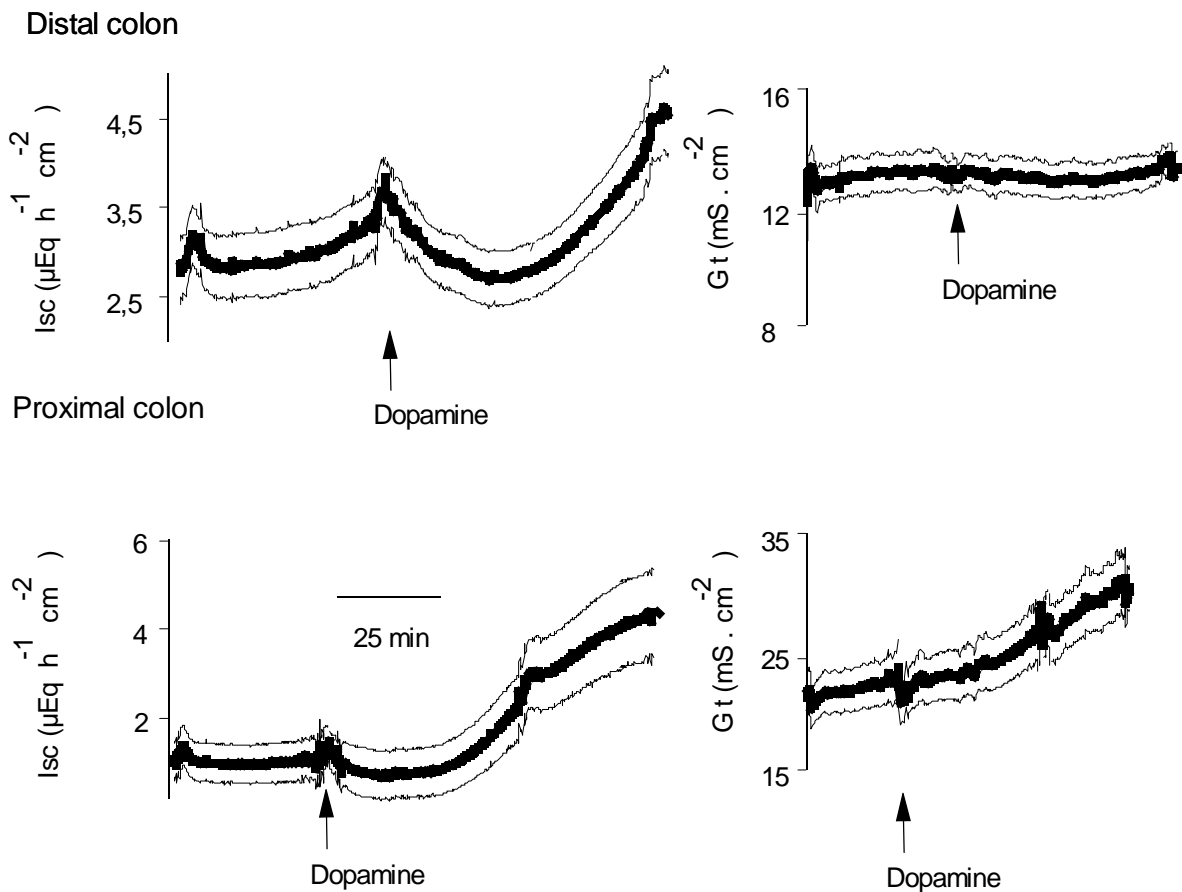 Distal colon
Isc (µEq h-1 cm-2)
4,5
3,5
2,5
Dopamine
Gt (mS . cm-2)
16
12
8
Dopamine
Proximal colon
Isc (µEq h-1 cm-2)
6
4
2
25 min
Dopamine
Gt (mS . cm-2)
35
25
15
Dopamine